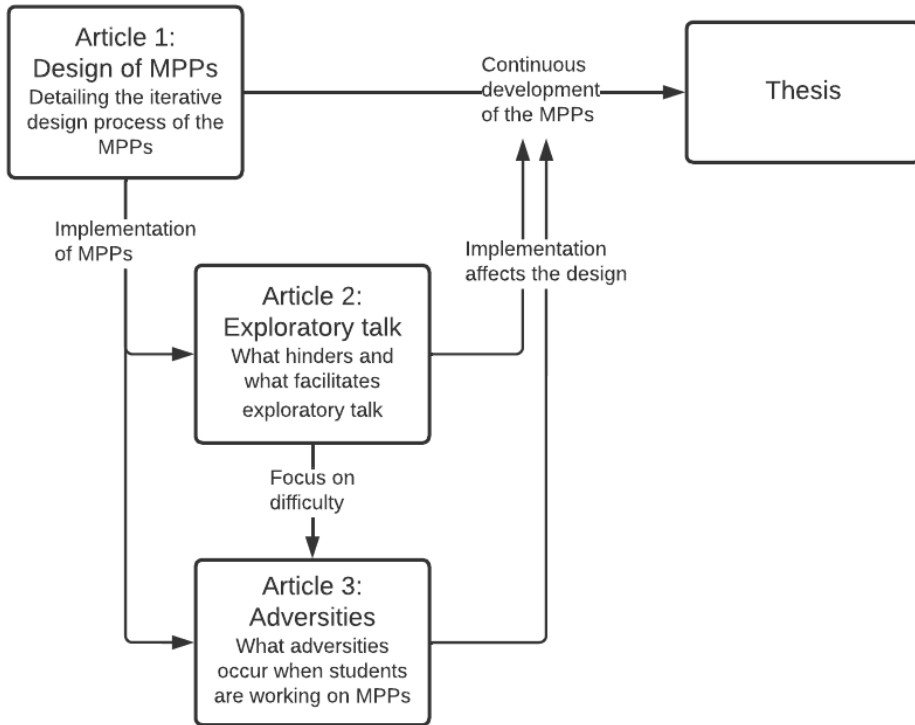 Article 1:
Design of MPPs
Detailing the iterative
design process of the
MPPs
Continuous
development
of the MPPs
Thesis
Implementation
of MPPs
Implementation
affects the design
Article 2:
Exploratory talk
What hinders and
what facilitates
exploratory talk
Focus on
difficulty
Article 3:
Adversities
What adversities
occur when students
are working on MPPs